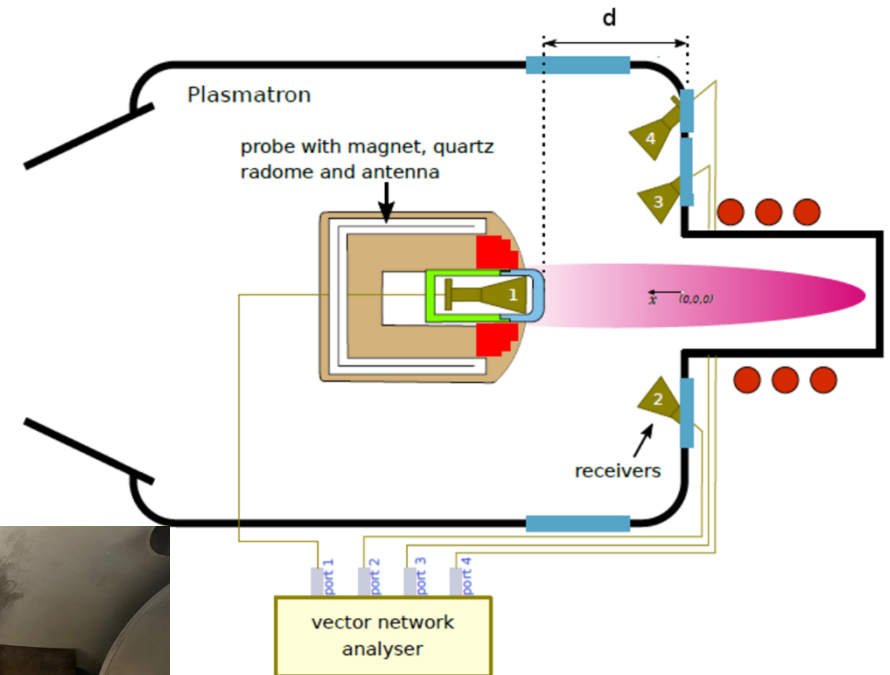 d
Plasmatron
probe with magnet, quartz
radome and antenna
4
3
1
x
(0,0,0)
2
receivers
port 1
port 2
port 3
port 4
vector network
analyser